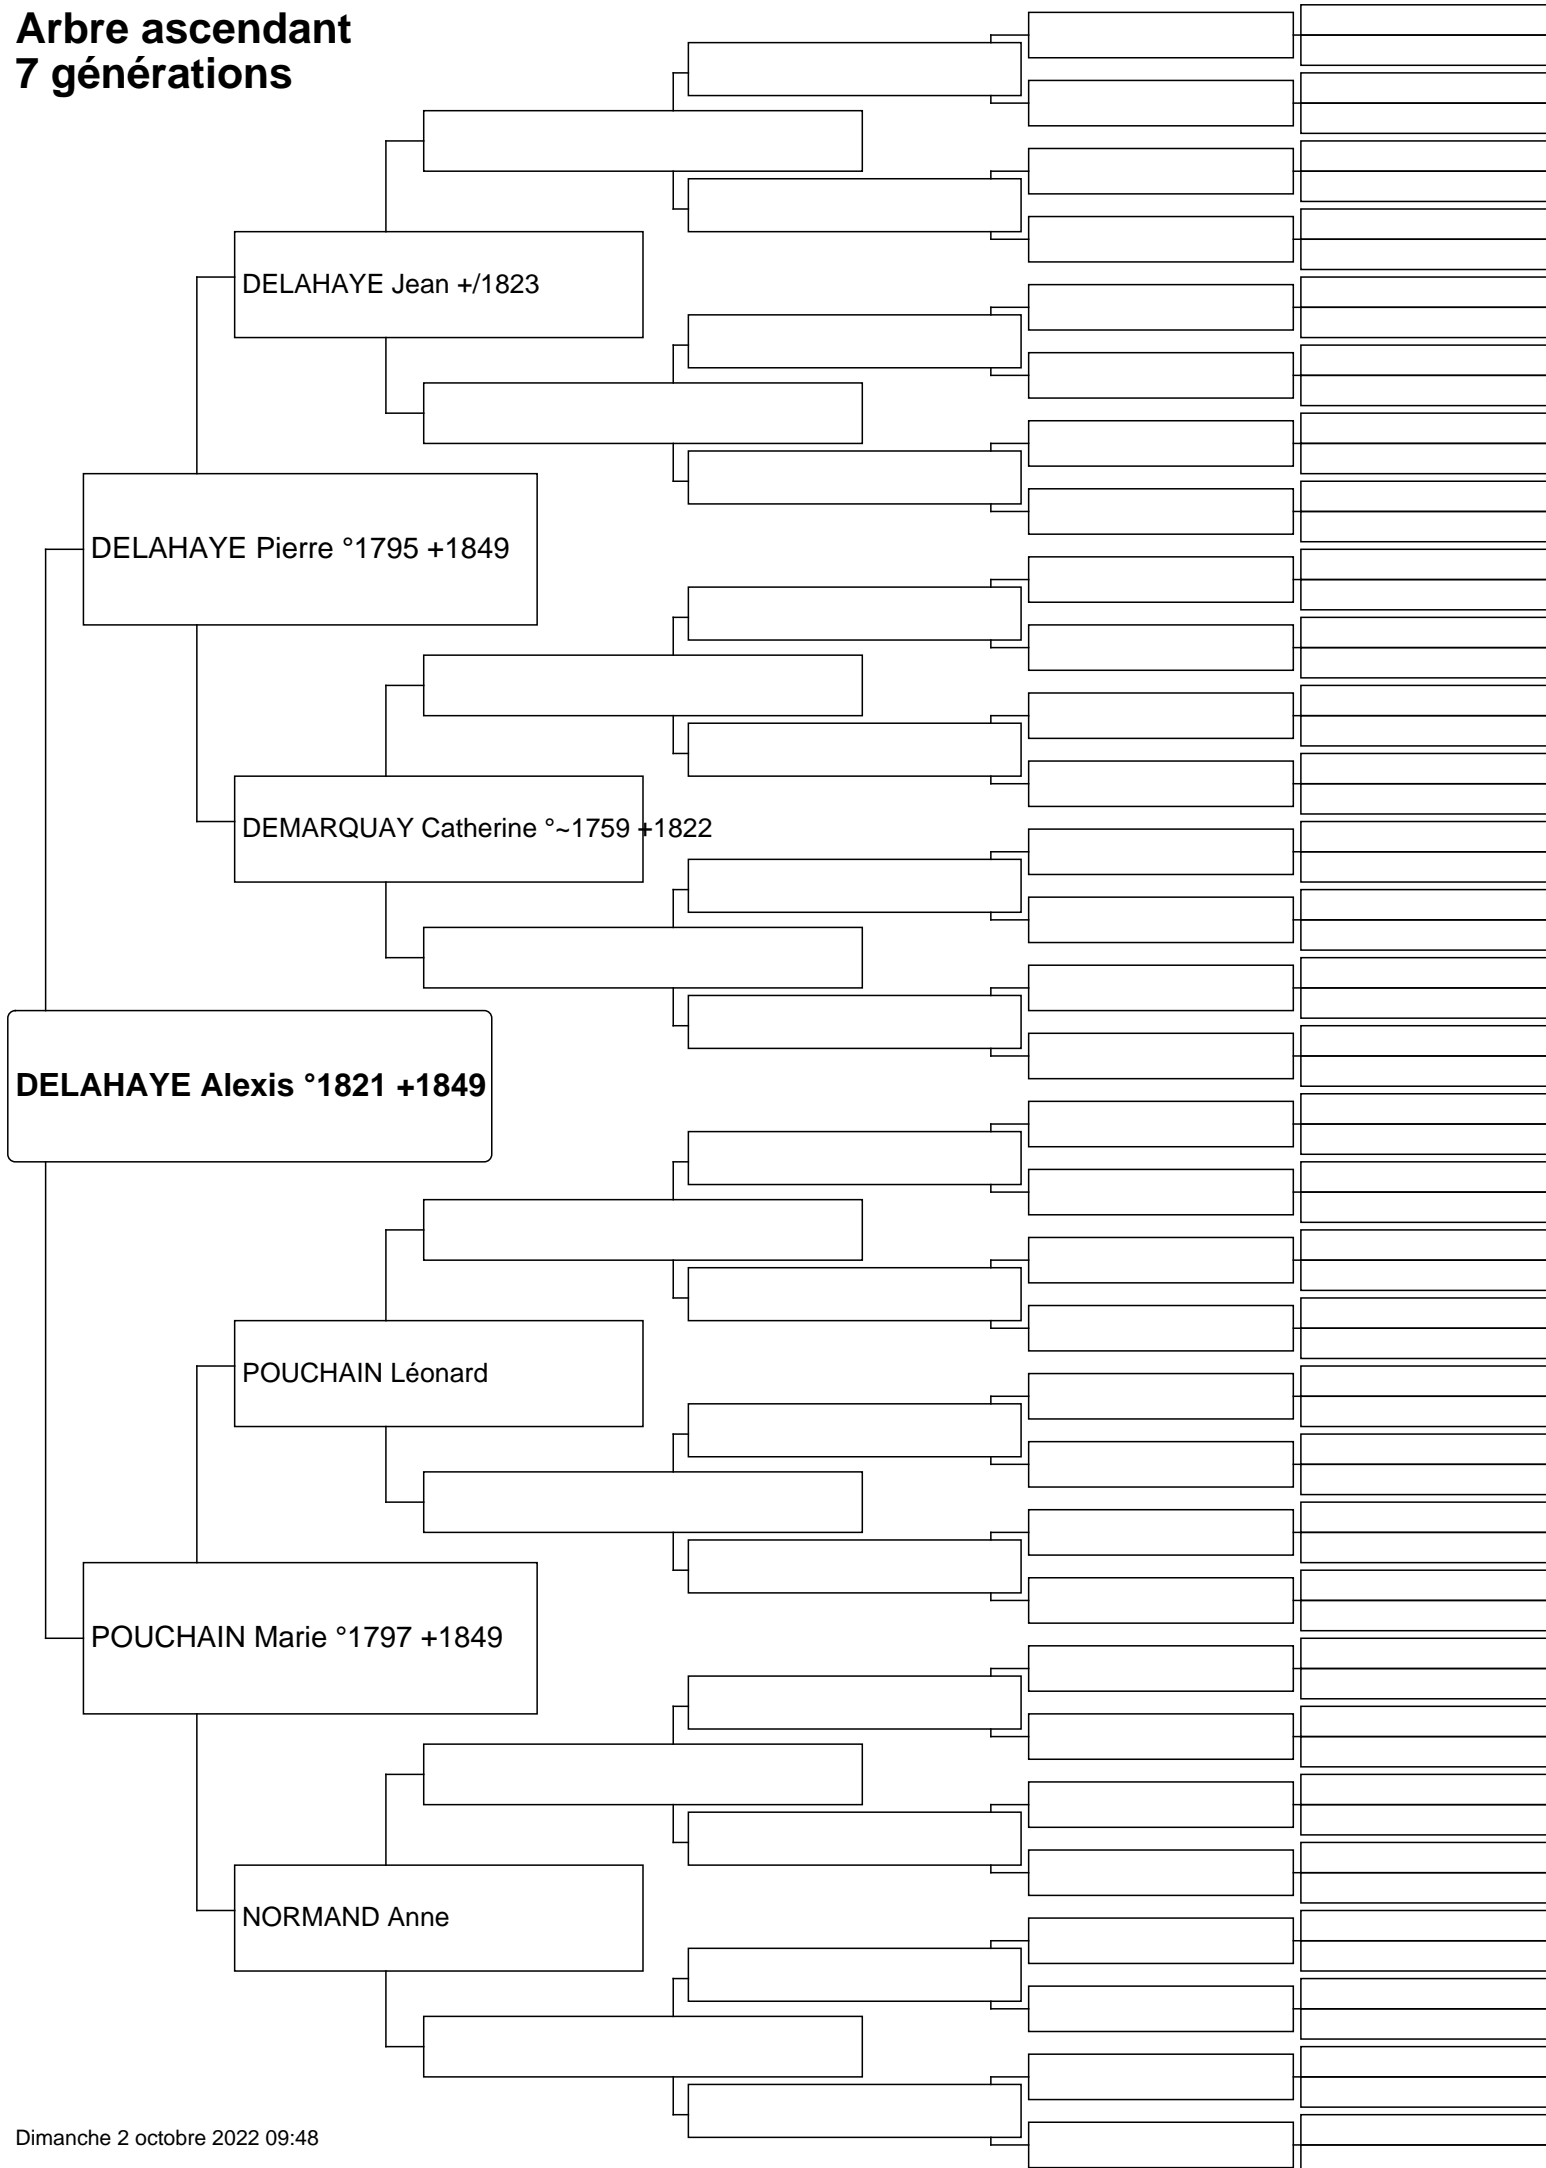 Arbre ascendant
7 générations
DELAHAYE Jean +/1823
DELAHAYE Pierre °1795 +1849
DEMARQUAY Catherine °~1759 +1822
DELAHAYE Alexis °1821 +1849
POUCHAIN Léonard
POUCHAIN Marie °1797 +1849
NORMAND Anne
Dimanche 2 octobre 2022 09:48